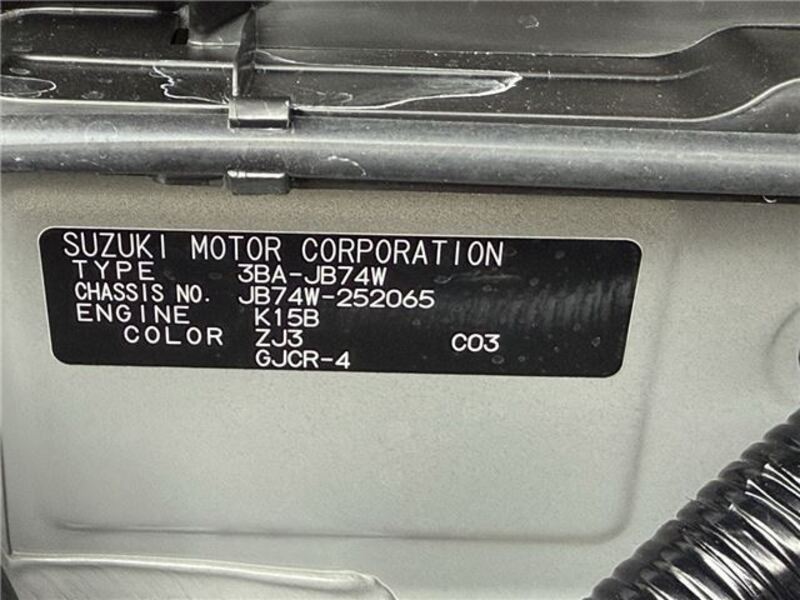 SUZUKI MOTOR CORPORATION
TYPE 3BA-JB74W
CHASSIS NO. JB74W-252065
ENGINE K15B
COLOR ZJ3 C03
GJCR-4